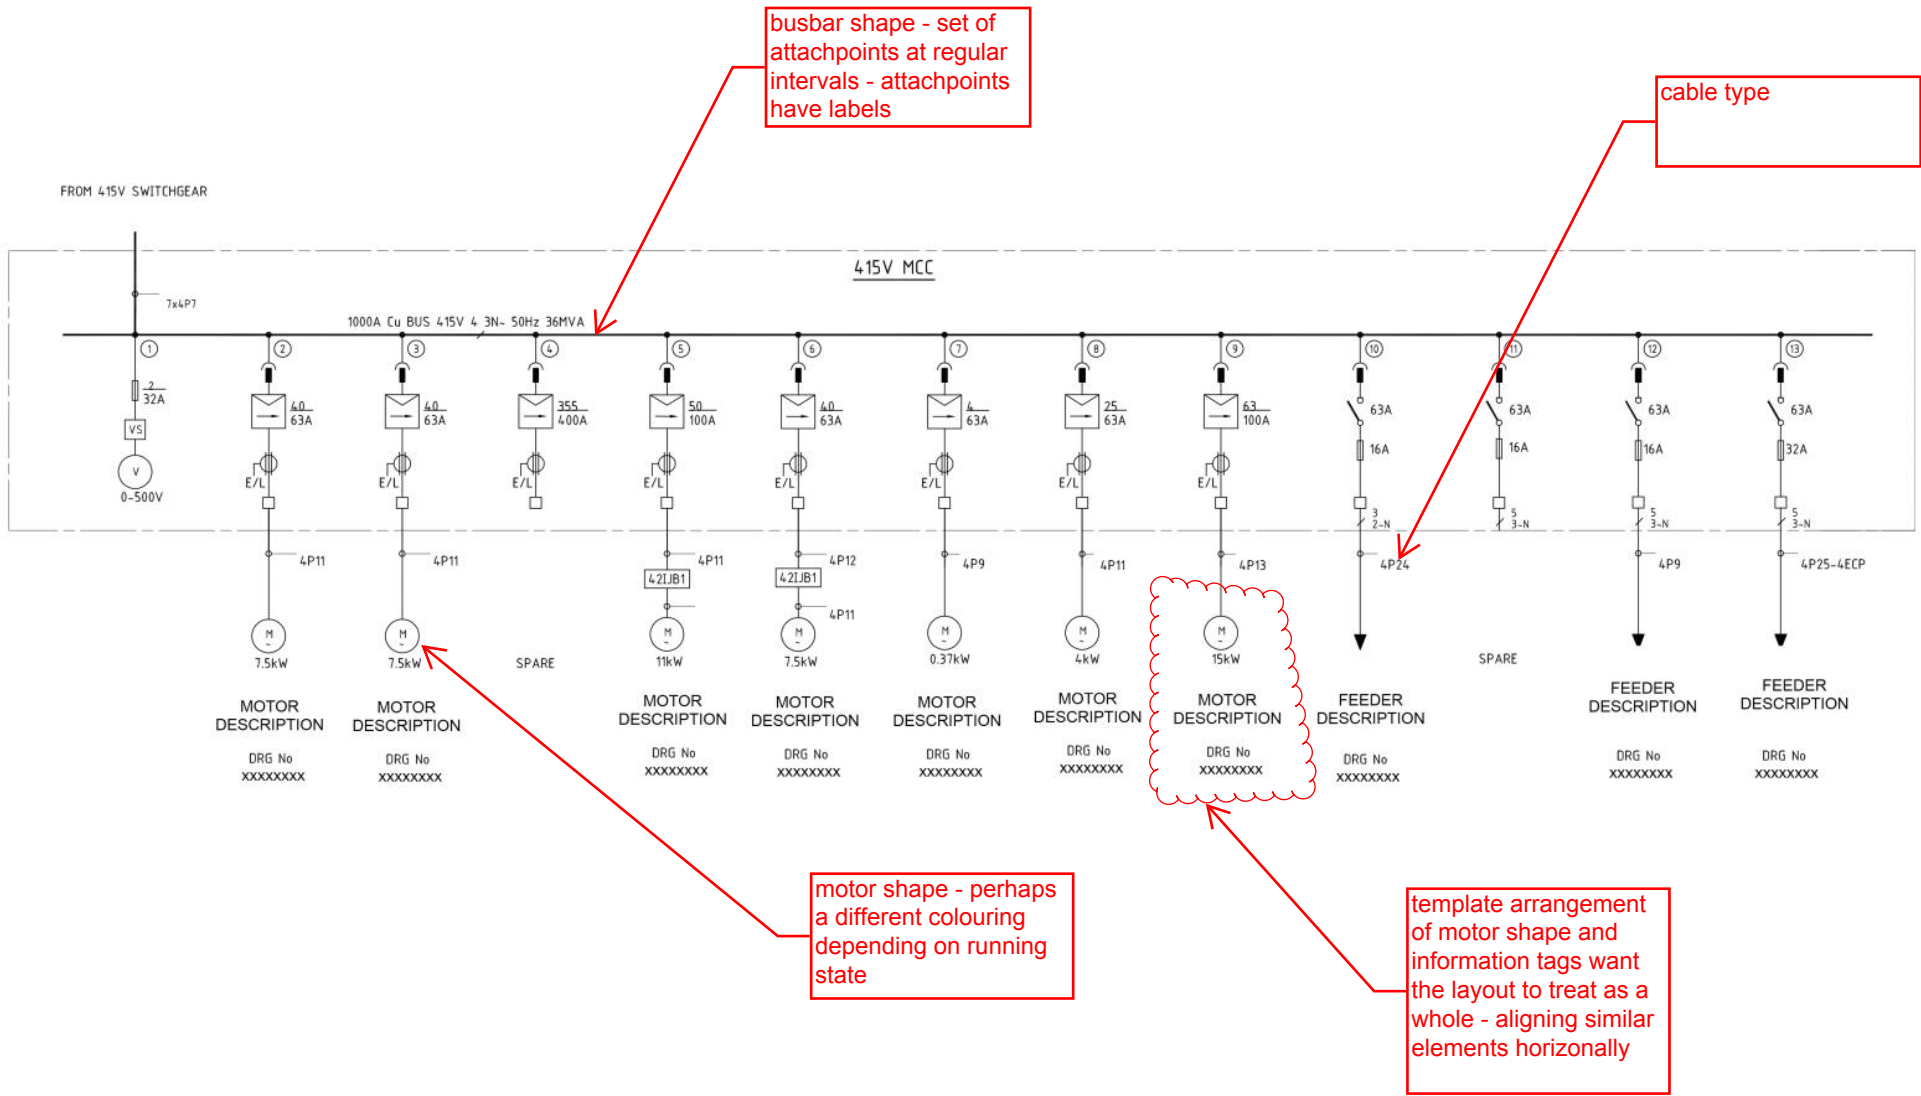 busbar shape - set of
attachpoints at regular
intervals - attachpoints
have labels
cable type
FROM 415V SWITCHGEAR
415V MCC
7x4P7
1000A Cu BUS 415V 4 3N~ 50Hz 36MVA
1 2 3 4 5 6 7 8 9 10 11 12 13
2 40 40 355 50 40 4 25 63 63A 63A 63A 63A
32A 63A 63A 400A 100A 63A 63A 63A 100A
VS 16A 16A 16A 32A
V
E/L E/L E/L E/L E/L E/L E/L E/L
0-500V
3 5 5 5
2~N 3~N 3~N 3~N
4P11 4P11 4P11 4P12 4P9 4P11 4P13 4P24 4P9 4P25-4ECP
421JB1 421JB1
4P11
M M M M M M M
~ ~ ~ ~ ~ ~ ~
7.5kW 7.5kW SPARE 11kW 7.5kW 0.37kW 4kW 15kW SPARE
MOTOR MOTOR MOTOR MOTOR MOTOR MOTOR MOTOR FEEDER FEEDER FEEDER
DESCRIPTION DESCRIPTION DESCRIPTION DESCRIPTION DESCRIPTION DESCRIPTION DESCRIPTION DESCRIPTION DESCRIPTION DESCRIPTION
DRG No DRG No DRG No DRG No DRG No DRG No DRG No DRG No DRG No DRG No
XXXXXXXX XXXXXXXX XXXXXXXX XXXXXXXX XXXXXXXX XXXXXXXX XXXXXXXX XXXXXXXX XXXXXXXX XXXXXXXX
motor shape - perhaps
a different colouring
depending on running
state
template arrangement
of motor shape and
information tags want
the layout to treat as a
whole - aligning similar
elements horizonally